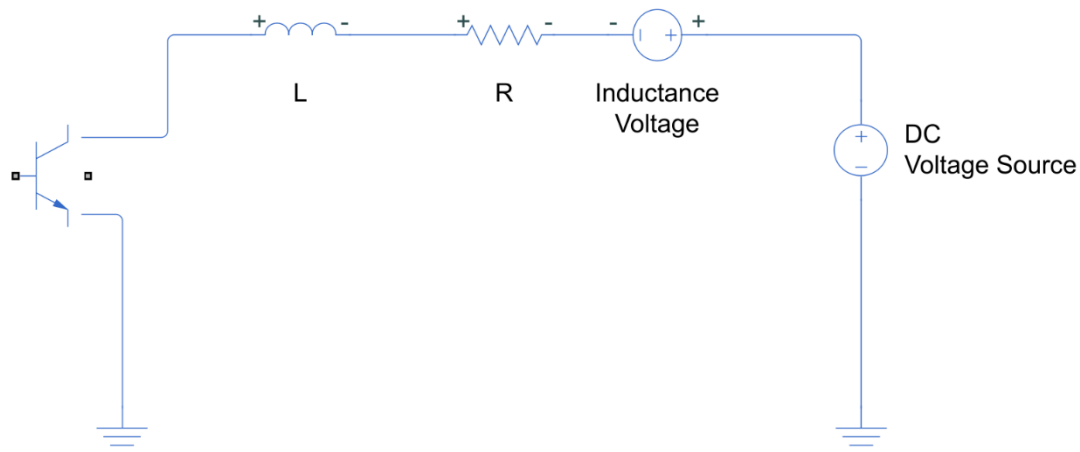 + - + - - +
L R Inductance
Voltage
DC
Voltage Source